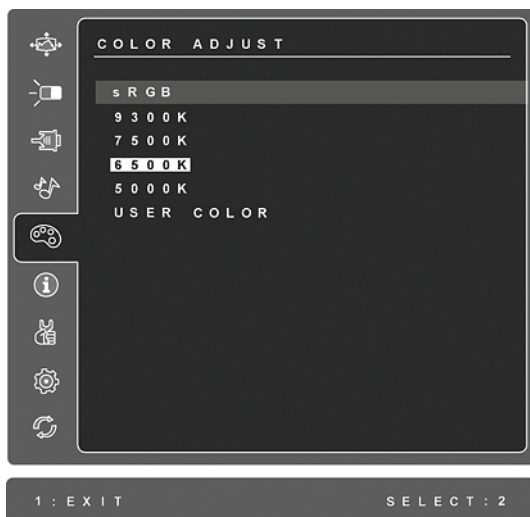 COLOR ADJUST
sRGB
9300K
7500K
6500K
5000K
USER COLOR
1:EXIT SELECT:2